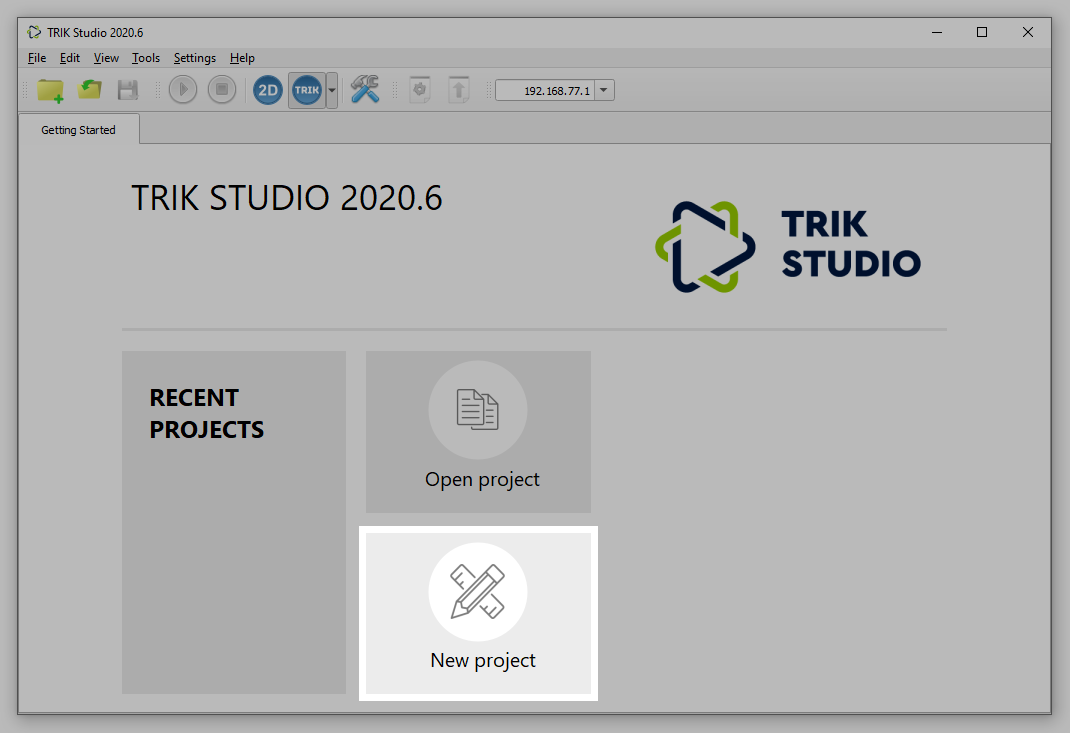 TRIK Studio 2020.6
File Edit View Tools Settings Help
2D TRIK 192.168.77.1
Getting Started
TRIK STUDIO 2020.6
TRIK
STUDIO
RECENT
PROJECTS
Open project
New project